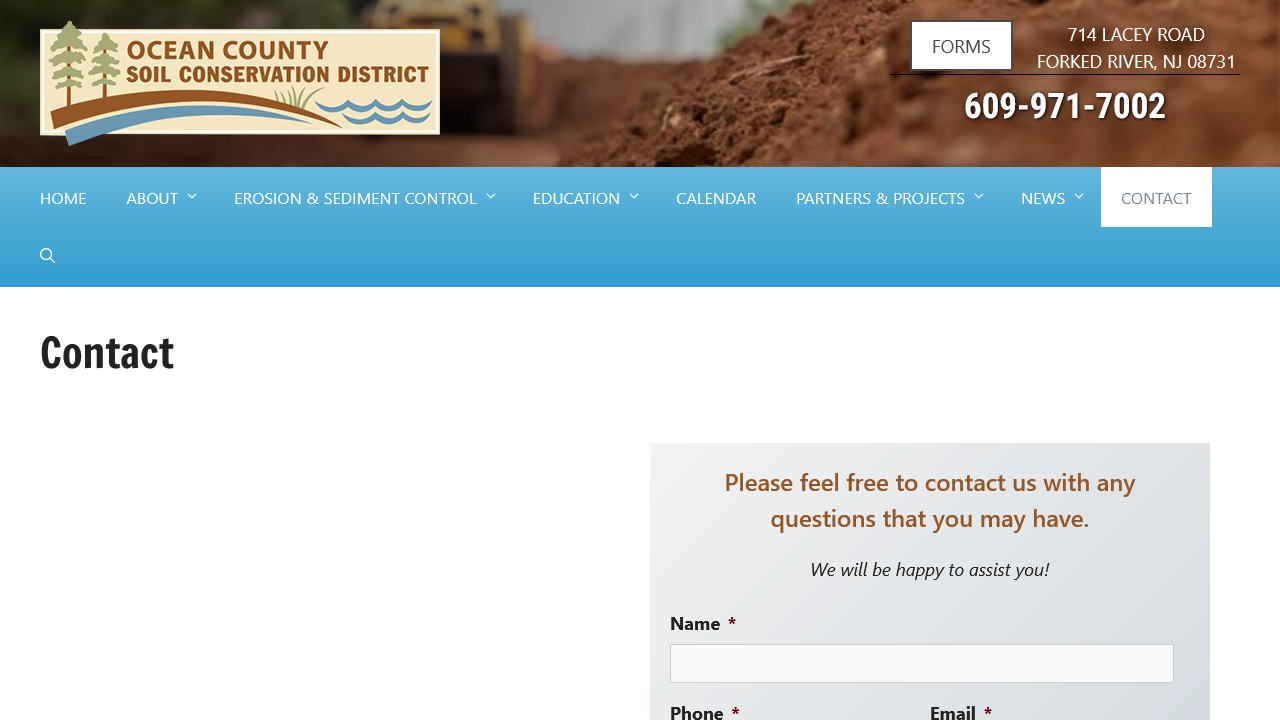 OCEAN COUNTY
SOIL CONSERVATION DISTRICT
FORMS
714 LACEY ROAD
FORKED RIVER, NJ 08731
609-971-7002
HOME
ABOUT
EROSION & SEDIMENT CONTROL
EDUCATION
CALENDAR
PARTNERS & PROJECTS
NEWS
CONTACT
Contact
Please feel free to contact us with any
questions that you may have.
We will be happy to assist you!
Name *
Phone *
Email *